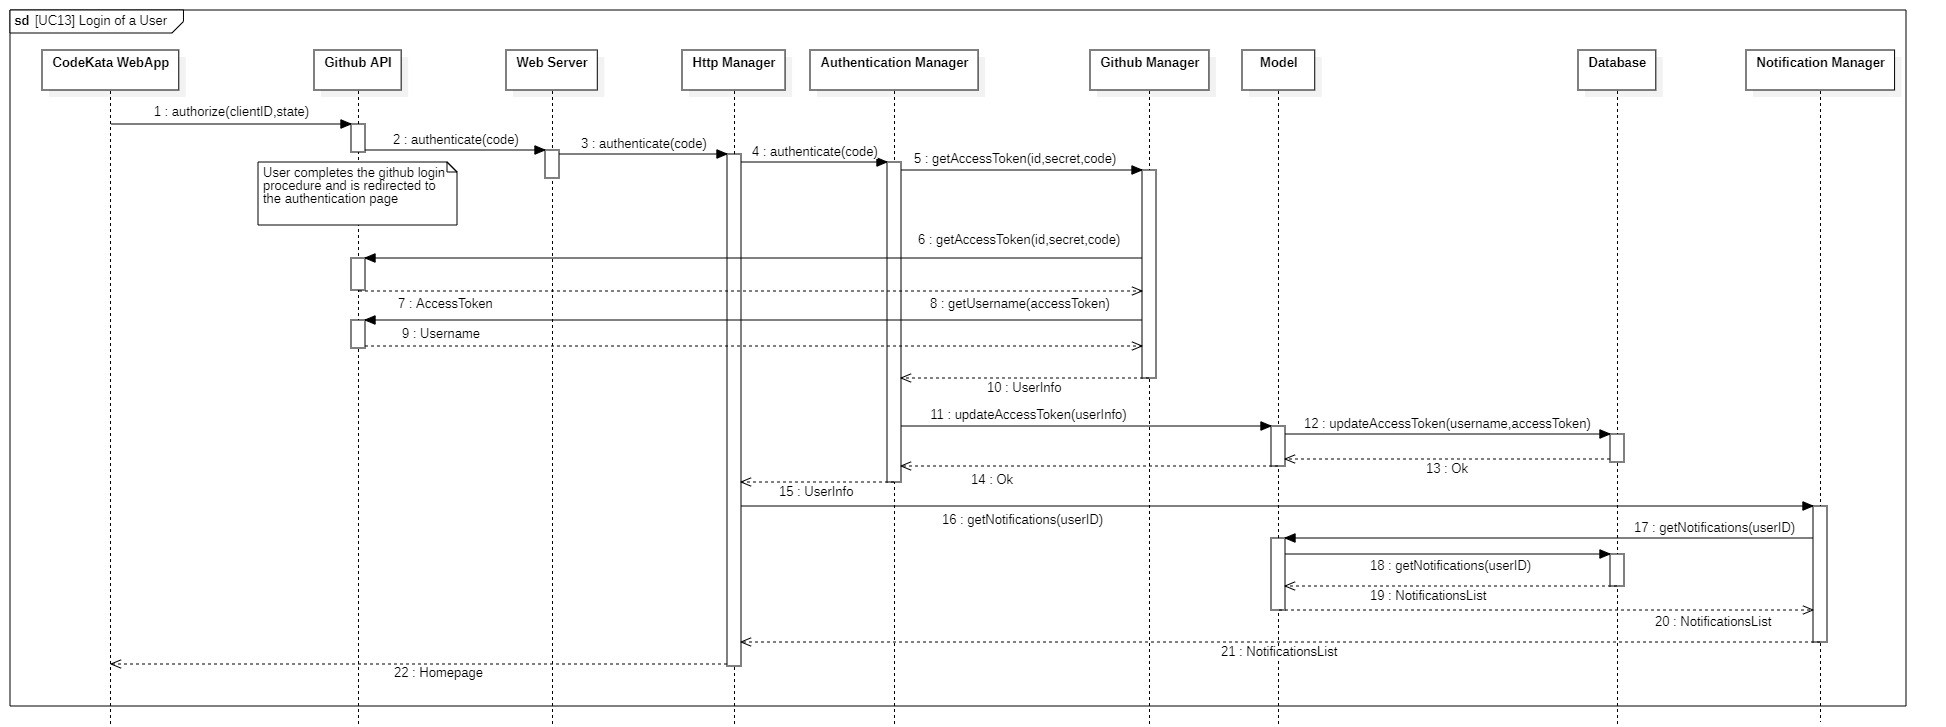 sd [UC13] Login of a User
CodeKata WebApp
Github API
Web Server
Http Manager
Authentication Manager
Github Manager
Model
Database
Notification Manager
1 : authorize(clientID,state)
2 : authenticate(code)
3 : authenticate(code)
4 : authenticate(code)
5 : getAccessToken(id,secret,code)
User completes the github login
procedure and is redirected to
the authentication page
6 : getAccessToken(id,secret,code)
7 : AccessToken
8 : getUsername(accessToken)
9 : Username
10 : UserInfo
11 : updateAccessToken(userInfo)
12 : updateAccessToken(username,accessToken)
13 : Ok
14 : Ok
15 : UserInfo
16 : getNotifications(userID)
17 : getNotifications(userID)
18 : getNotifications(userID)
19 : NotificationsList
20 : NotificationsList
21 : NotificationsList
22 : Homepage